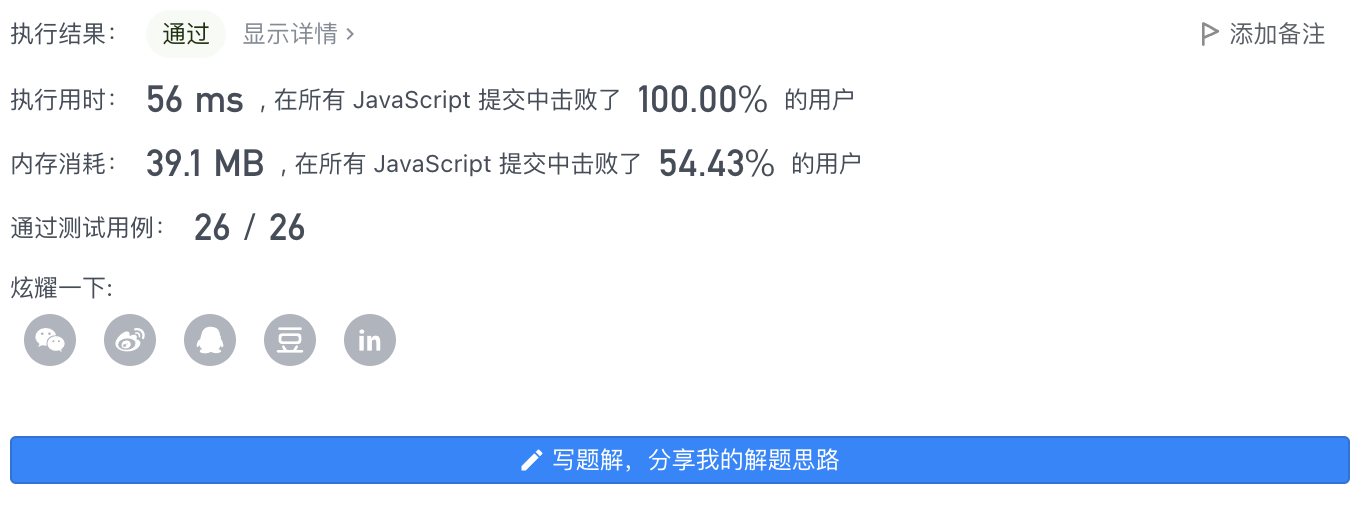 执行结果： 通过 显示详情 > 添加备注
执行用时： 56 ms , 在所有 JavaScript 提交中击败了 100.00% 的用户
内存消耗： 39.1 MB , 在所有 JavaScript 提交中击败了 54.43% 的用户
通过测试用例： 26 / 26
炫耀一下:
豆 in
写题解，分享我的解题思路